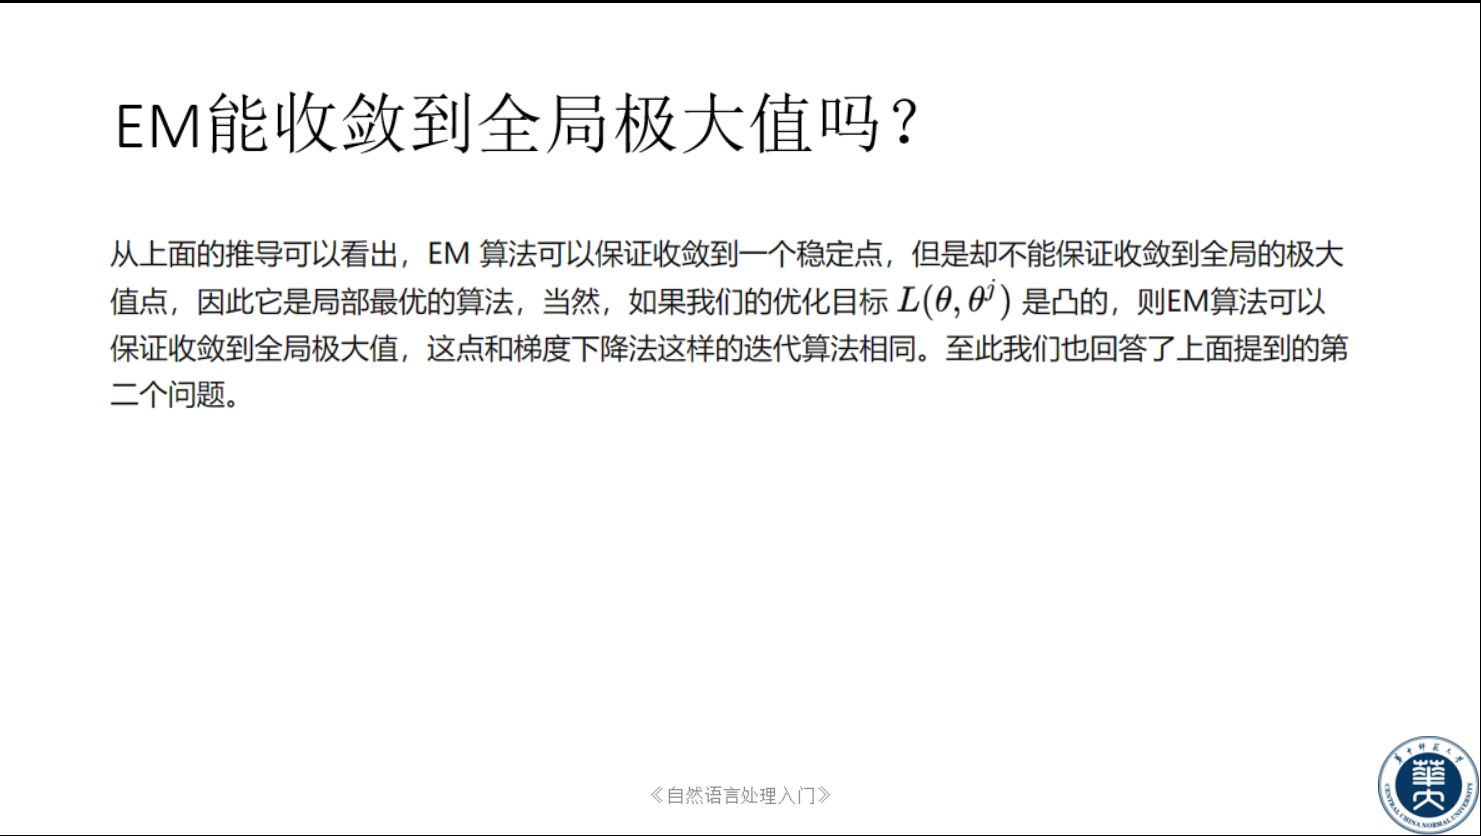 EM能收敛到全局极大值吗？
从上面的推导可以看出，EM 算法可以保证收敛到一个稳定点，但是却不能保证收敛到全局的极大
值点，因此它是局部最优的算法，当然，如果我们的优化目标 L(θ, θ^j) 是凸的，则EM算法可以
保证收敛到全局极大值，这点和梯度下降法这样的迭代算法相同。至此我们也回答了上面提到的第
二个问题。
《自然语言处理入门》
华中师范大学
CENTRAL CHINA NORMAL UNIVERSITY